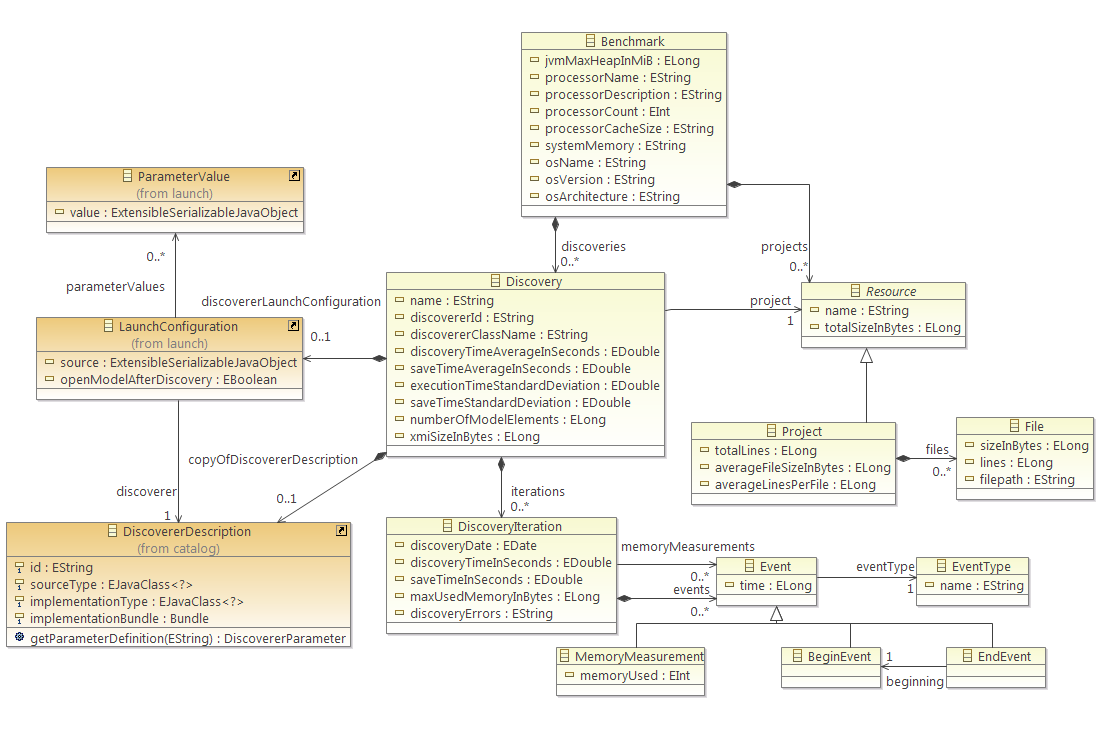 Benchmark
jvmMaxHeapInMiB : ELong
processorName : EString
processorDescription : EString
processorCount : EInt
processorCacheSize : EString
systemMemory : EString
osName : EString
osVersion : EString
osArchitecture : EString
ParameterValue
(from launch)
value : ExtensibleSerializableJavaObject
0..*
parameterValues
discoveries
0..*
projects
0..*
LaunchConfiguration
(from launch)
source : ExtensibleSerializableJavaObject
openModelAfterDiscovery : EBoolean
discovererLaunchConfiguration
0..1
Discovery
name : EString
discovererId : EString
discovererClassName : EString
discoveryTimeAverageInSeconds : EDouble
saveTimeAverageInSeconds : EDouble
executionTimeStandardDeviation : EDouble
saveTimeStandardDeviation : EDouble
numberOfModelElements : ELong
xmiSizeInBytes : ELong
project
1
Resource
name : EString
totalSizeInBytes : ELong
Project
totalLines : ELong
averageFileSizeInBytes : ELong
averageLinesPerFile : ELong
files
0..*
File
sizeInBytes : ELong
lines : ELong
filepath : EString
copyOfDiscovererDescription
0..1
discoverer
1
iterations
0..*
DiscovererDescription
(from catalog)
id : EString
sourceType : EJavaClass<?>
implementationType : EJavaClass<?>
implementationBundle : Bundle
getParameterDefinition(EString) : DiscovererParameter
DiscoveryIteration
discoveryDate : EDate
discoveryTimeInSeconds : EDouble
saveTimeInSeconds : EDouble
maxUsedMemoryInBytes : ELong
discoveryErrors : EString
memoryMeasurements
0..*
events
0..*
Event
time : ELong
eventType
1
EventType
name : EString
MemoryMeasurement
memoryUsed : EInt
BeginEvent
1
beginning
EndEvent